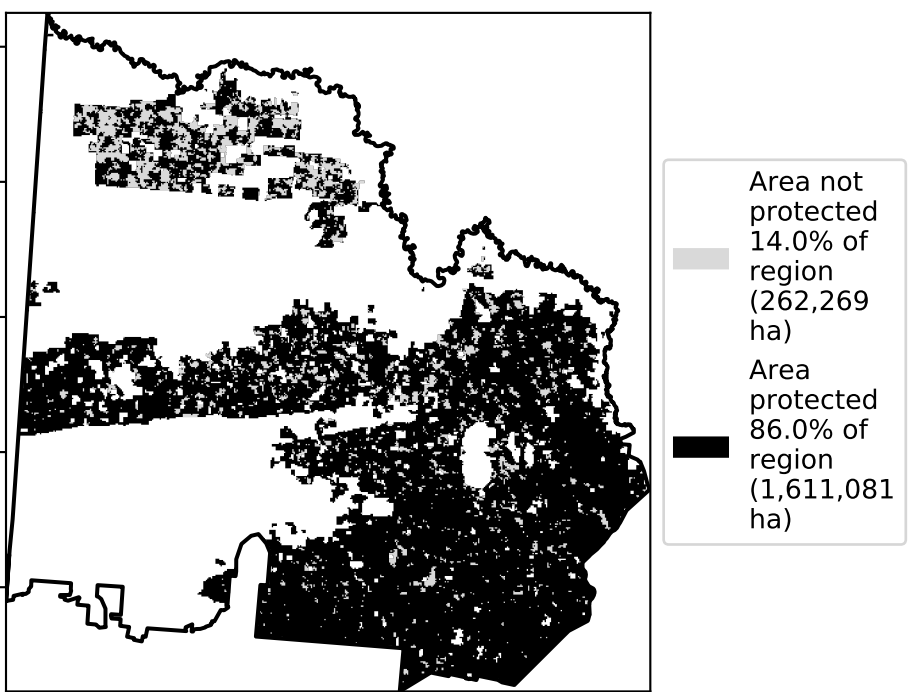 Area not
protected
14.0% of
region
(262,269
ha)
Area
protected
86.0% of
region
(1,611,081
ha)